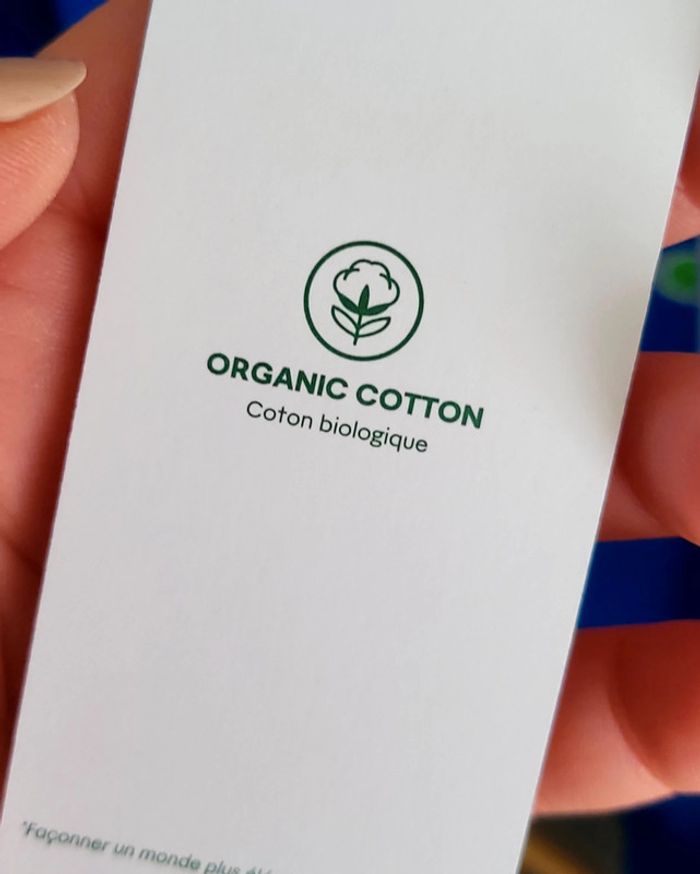 ORGANIC COTTON
Coton biologique
"Façonner un monde plus